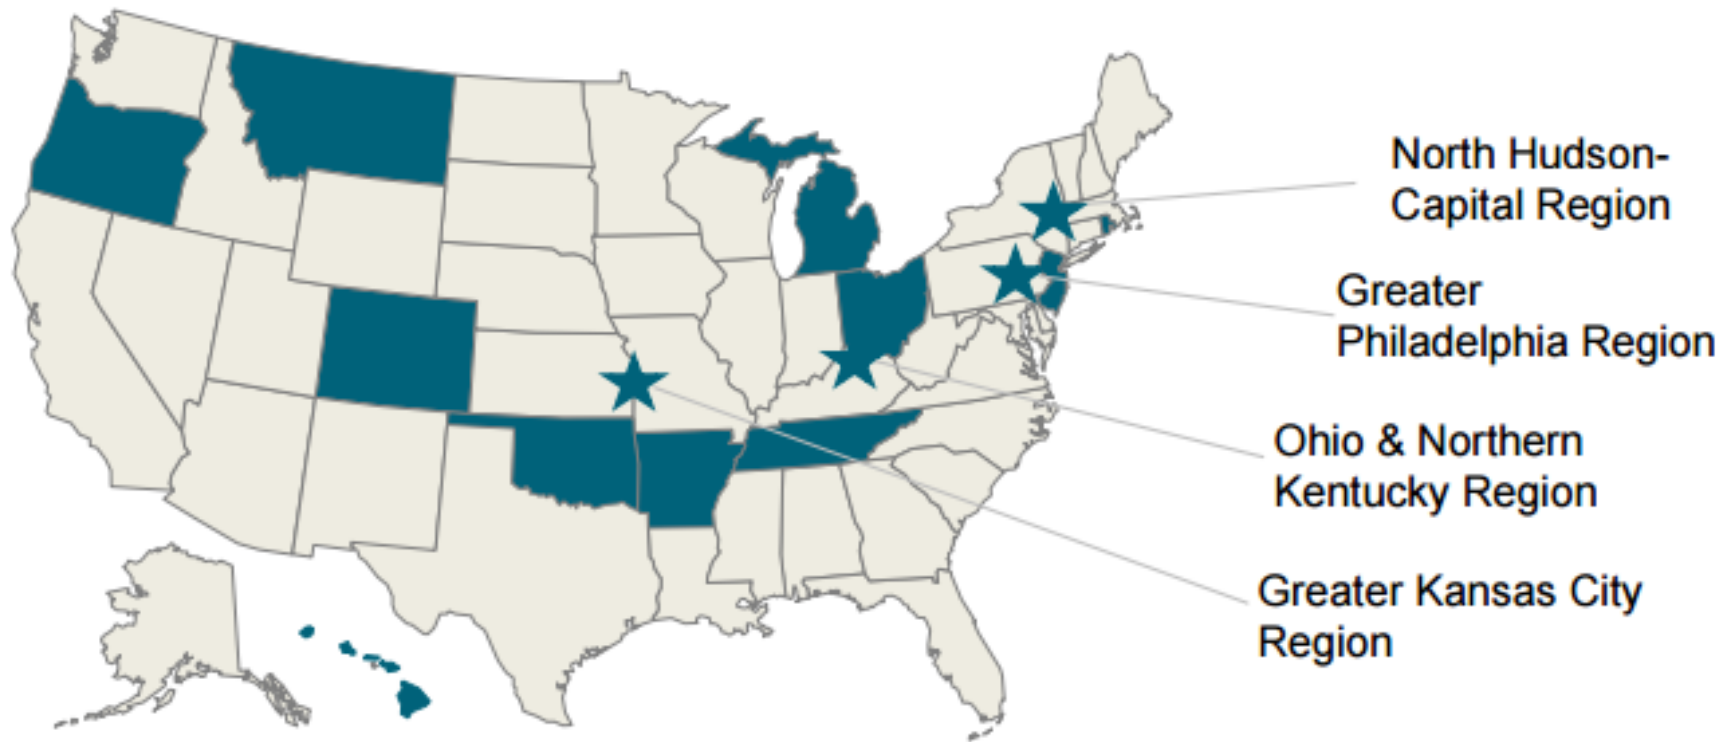 North Hudson-
Capital Region
Greater
Philadelphia Region
Ohio & Northern
Kentucky Region
Greater Kansas City
Region